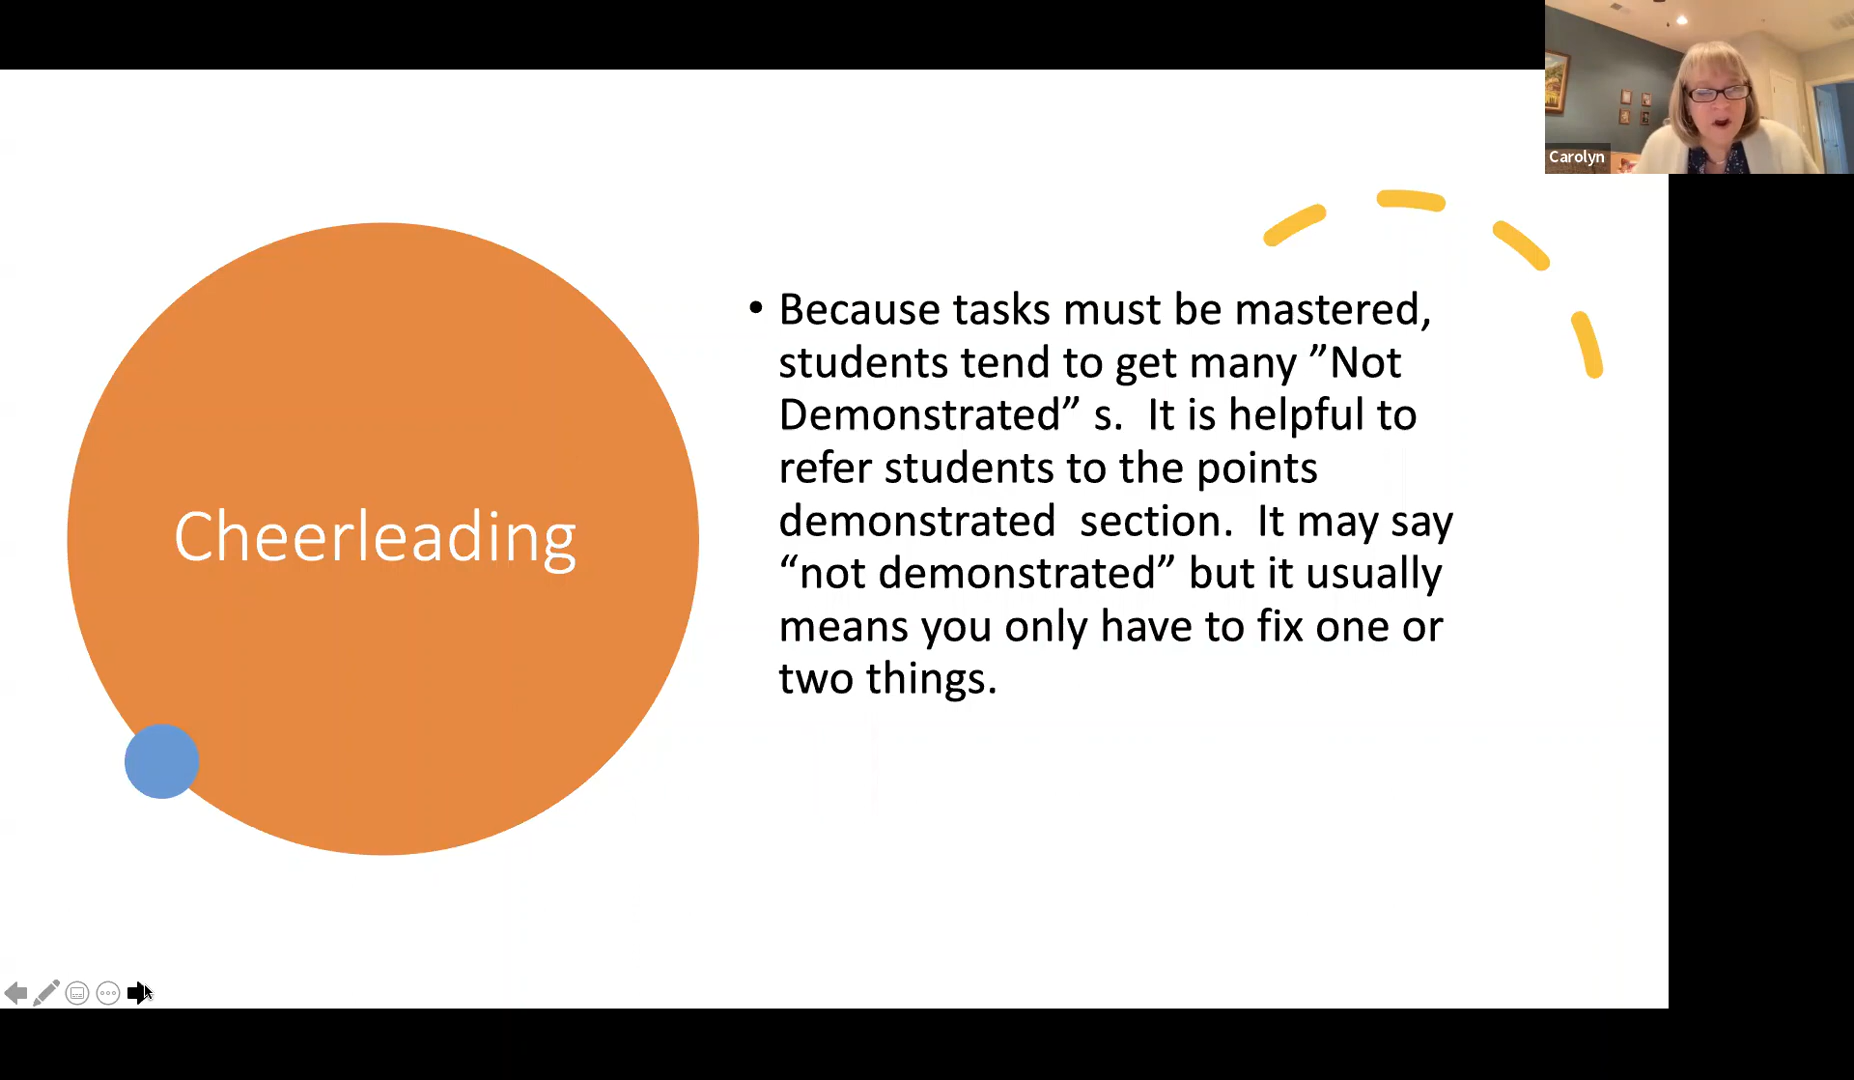 Carolyn
Cheerleading
• Because tasks must be mastered,
students tend to get many ”Not
Demonstrated” s.  It is helpful to
refer students to the points
demonstrated  section.  It may say
“not demonstrated” but it usually
means you only have to fix one or
two things.